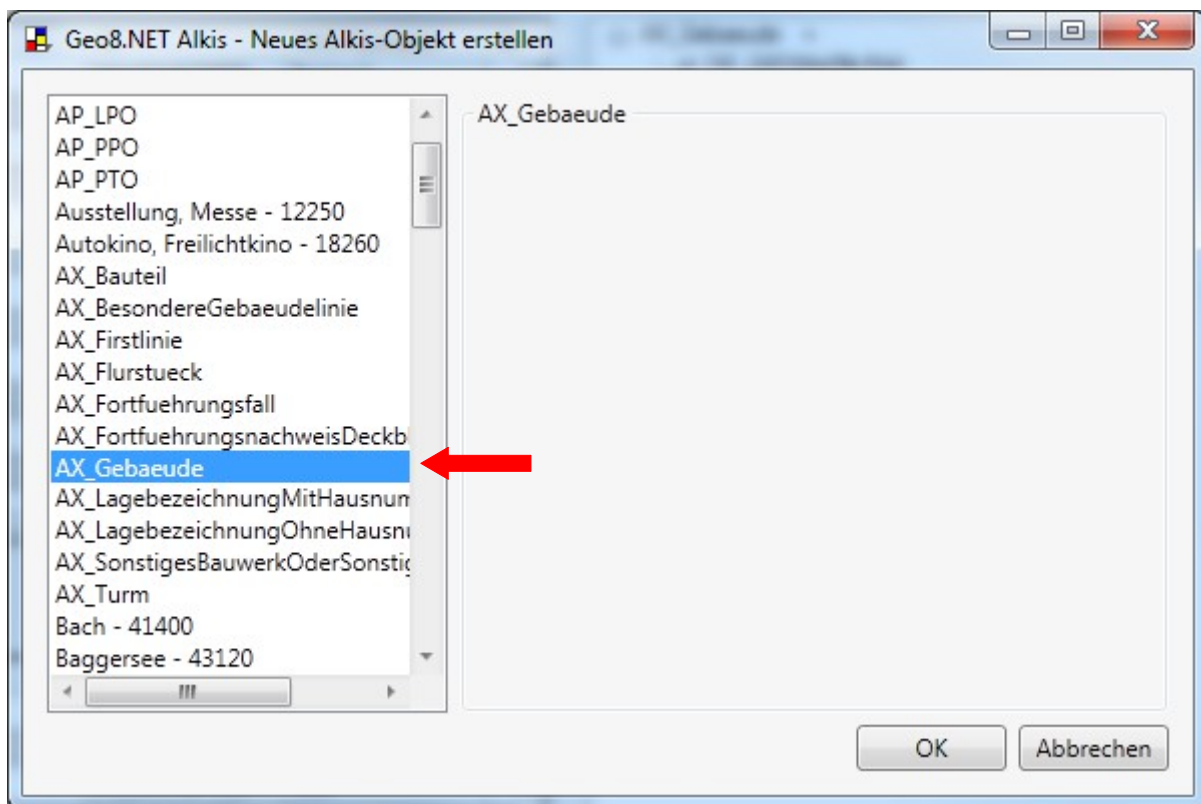 Geo8.NET Alkis - Neues Alkis-Objekt erstellen
AP_LPO
AP_PPO
AP_PTO
Ausstellung, Messe - 12250
Autokino, Freilichtkino - 18260
AX_Bauteil
AX_BesondereGebaeudelinie
AX_Firstlinie
AX_Flurstueck
AX_Fortfuehrungsfall
AX_FortfuehrungsnachweisDeckbl
AX_Gebaeude
AX_LagebezeichnungMitHausnum
AX_LagebezeichnungOhneHausnu
AX_SonstigesBauwerkOderSonstig
AX_Turm
Bach - 41400
Baggersee - 43120
AX_Gebaeude
OK
Abbrechen